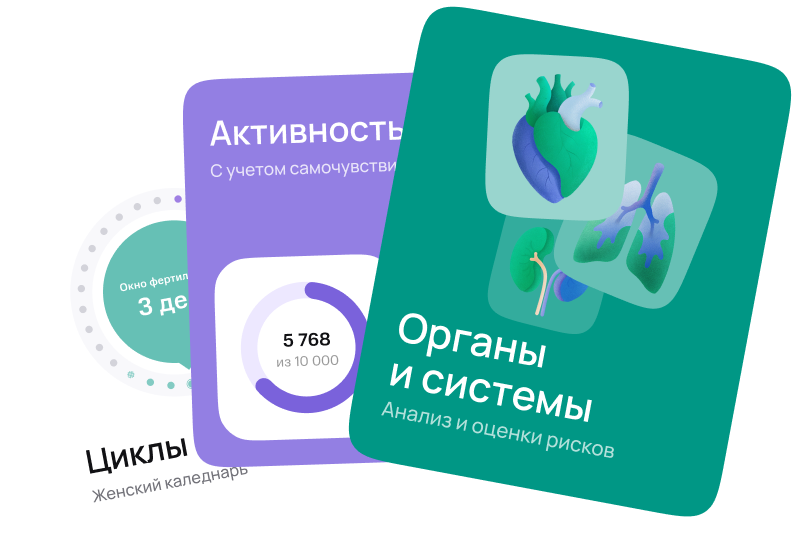 Активность
С учетом самочувстви
Окно фертил
3 де
5 768
из 10 000
Циклы
Женский каледнарь
Органы
и системы
Анализ и оценки рисков